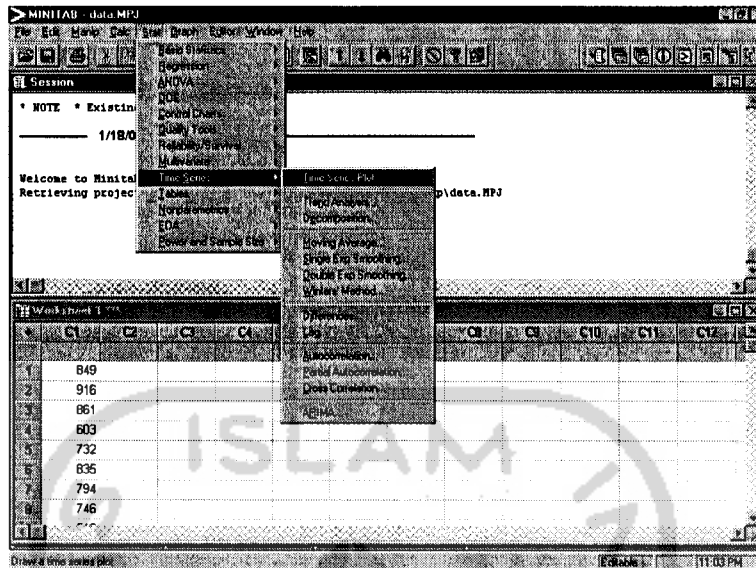 MINITAB - data.MPJ
File Edit Manip Calc Stat Graph Editor Window Help
Session
* NOTE * Existin
1/18/0
Welcome to Minita
Retrieving projec p\data.MPJ
Basic Statistics
Regression
ANOVA
DOE
Control Charts
Quality Tools
Reliability/Survival
Multivariate
Time Series
Tables
Nonparametrics
EDA
Power and Sample Size
Time Series Plot
Trend Analysis...
Decomposition...
Moving Average...
Single Exp Smoothing...
Double Exp Smoothing...
Winters' Method...
Differences...
Lag...
Autocorrelation...
Partial Autocorrelation...
Cross Correlation...
ARIMA...
Worksheet 1 ***
C1 C2 C3 C4 C8 C9 C10 C11 C12
1 849
2 916
3 861
4 603
5 732
6 835
7 794
8 746
ISLAM
Draw a time series plot
Editable 11:03 PM